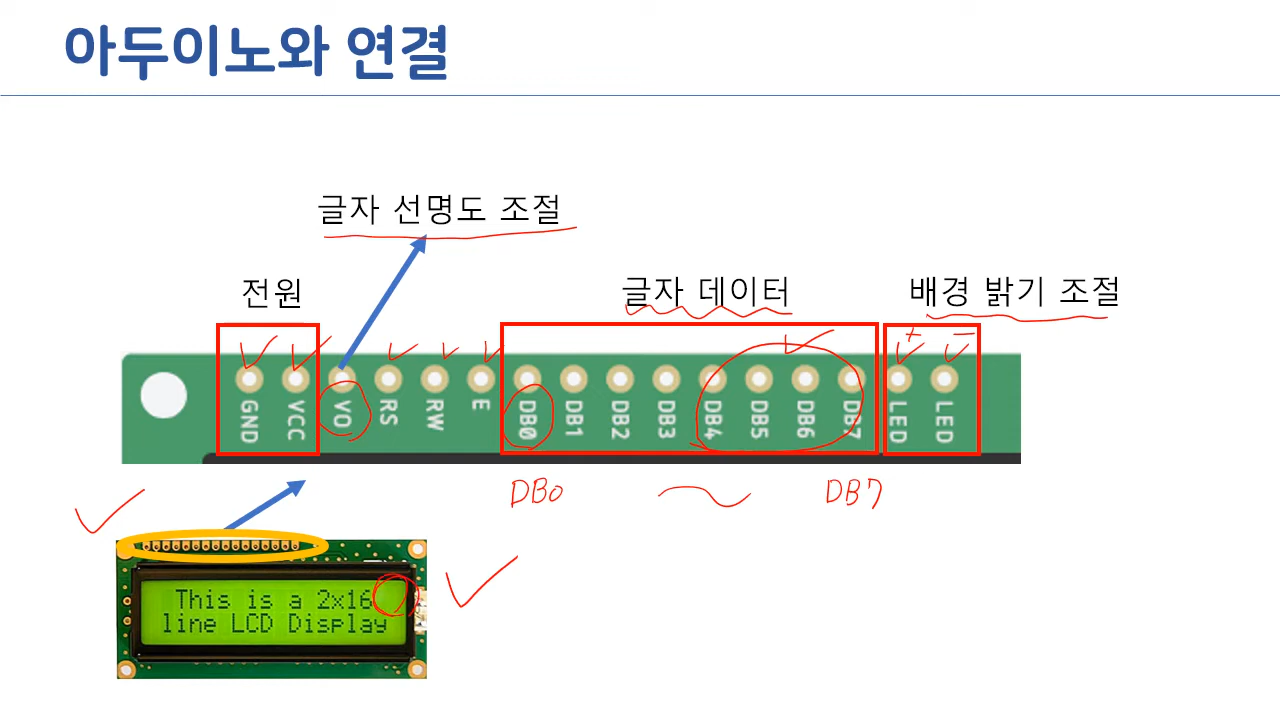 아두이노와 연결
글자 선명도 조절
전원
글자 데이터
배경 밝기 조절
+ −
GND VCC VO RS RW E DB0 DB1 DB2 DB3 DB4 DB5 DB6 DB7 LED LED
DB0 ~ DB7
This is a 2x16
line LCD Display